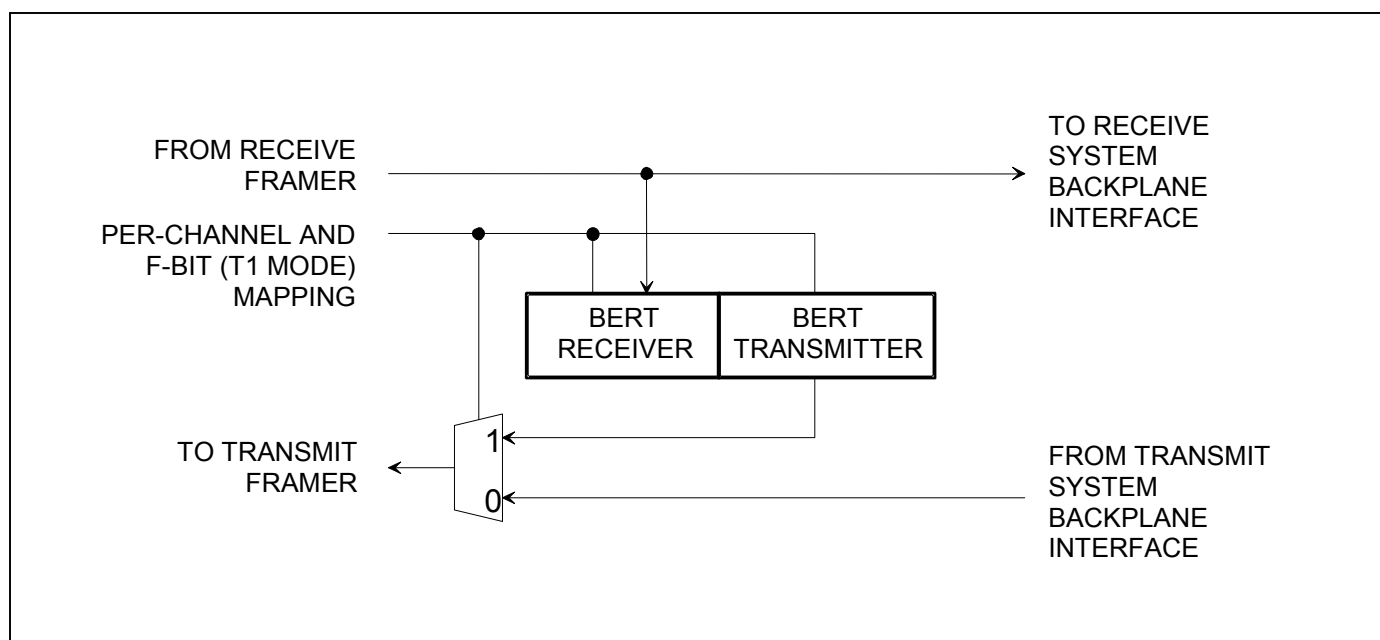 FROM RECEIVE
FRAMER
TO RECEIVE
SYSTEM
BACKPLANE
INTERFACE
PER-CHANNEL AND
F-BIT (T1 MODE)
MAPPING
BERT
RECEIVER
BERT
TRANSMITTER
TO TRANSMIT
FRAMER
1
0
FROM TRANSMIT
SYSTEM
BACKPLANE
INTERFACE